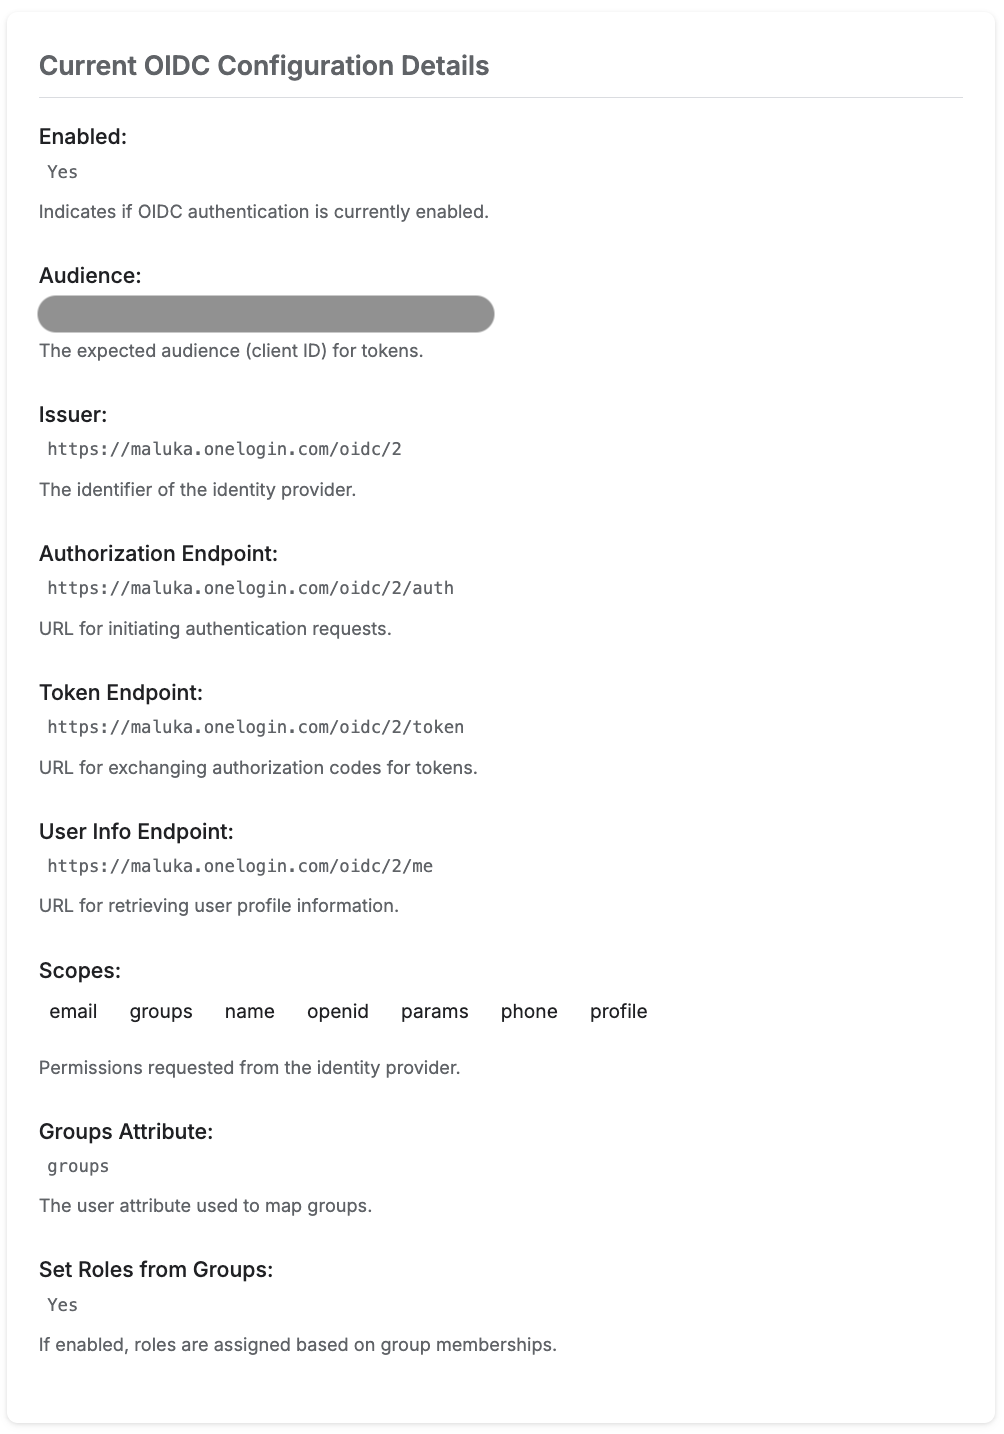 Current OIDC Configuration Details
Enabled:
Yes
Indicates if OIDC authentication is currently enabled.
Audience:
The expected audience (client ID) for tokens.
Issuer:
https://maluka.onelogin.com/oidc/2
The identifier of the identity provider.
Authorization Endpoint:
https://maluka.onelogin.com/oidc/2/auth
URL for initiating authentication requests.
Token Endpoint:
https://maluka.onelogin.com/oidc/2/token
URL for exchanging authorization codes for tokens.
User Info Endpoint:
https://maluka.onelogin.com/oidc/2/me
URL for retrieving user profile information.
Scopes:
email groups name openid params phone profile
Permissions requested from the identity provider.
Groups Attribute:
groups
The user attribute used to map groups.
Set Roles from Groups:
Yes
If enabled, roles are assigned based on group memberships.